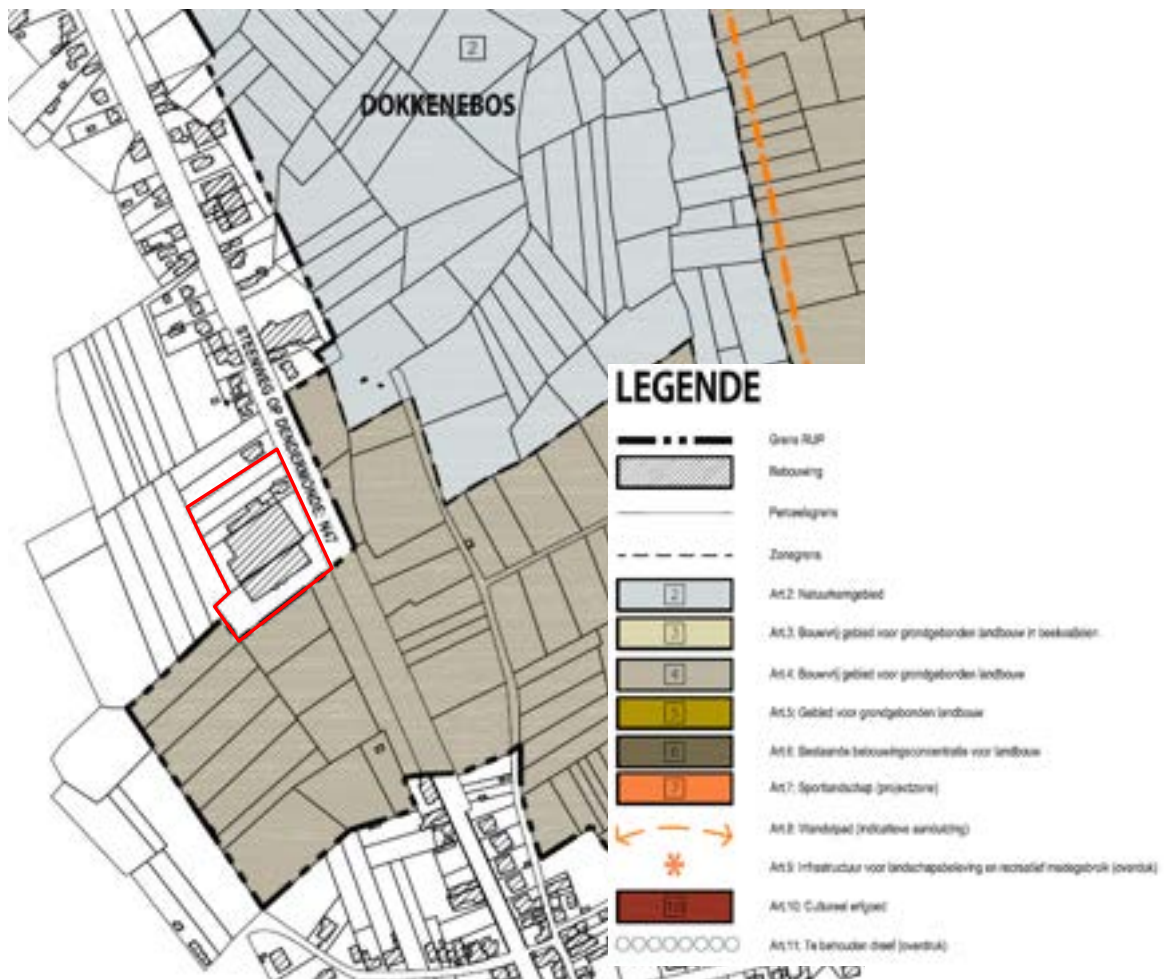 2
DOKKENEBOS
STEENWEG OP DENDERMONDE: N47
LEGENDE
Grens RUP
Bebouwing
Perceelsgrens
Zonegrens
2 Art.2: Natuurkerngebied
3 Art.3: Bouwvrij gebied voor grondgebonden landbouw in beekvalleien
4 Art.4: Bouwvrij gebied voor grondgebonden landbouw
5 Art.5: Gebied voor grondgebonden landbouw
6 Art.6: Bestaande bebouwingsconcentratie voor landbouw
7 Art.7: Sportlandschap (projectzone)
Art.8: Wandelpad (indicatieve aanduiding)
Art.9: Infrastructuur voor landschapsbeleving en recreatief medegebruik (overdruk)
10 Art.10: Cultureel erfgoed
Art.11: Te behouden dreef (overdruk)